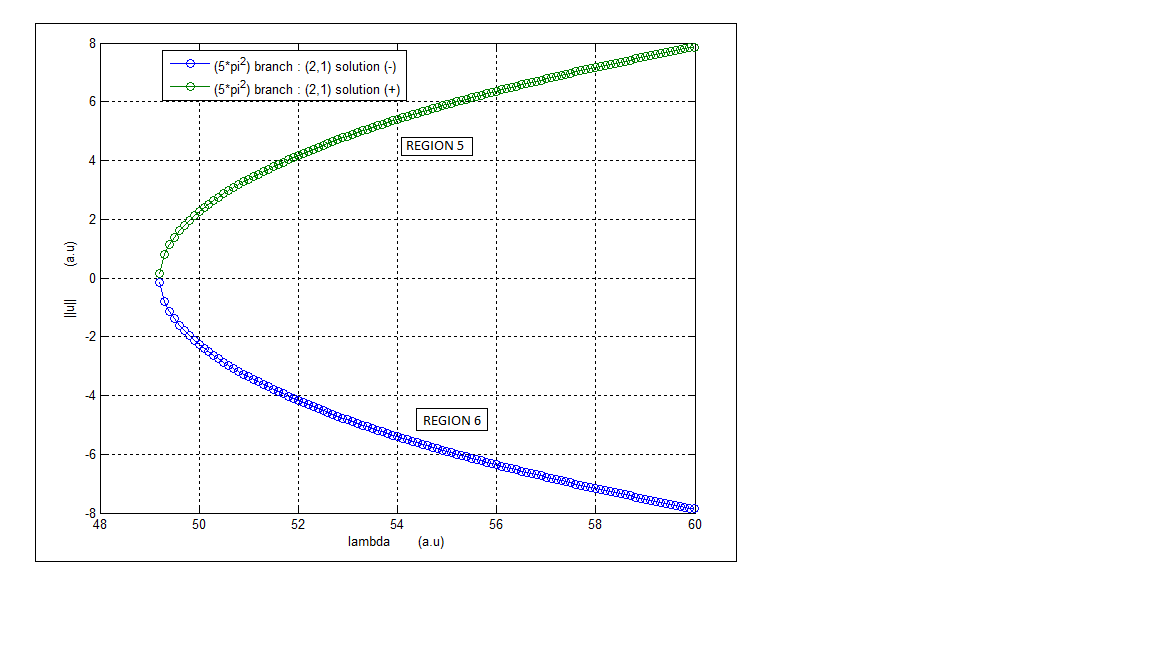 8
(5*pi2) branch : (2,1) solution (-)
(5*pi2) branch : (2,1) solution (+)
6
REGION 5
4
2
(a.u)
0
||u||
-2
-4
REGION 6
-6
-8
48 50 52 54 56 58 60
lambda (a.u)